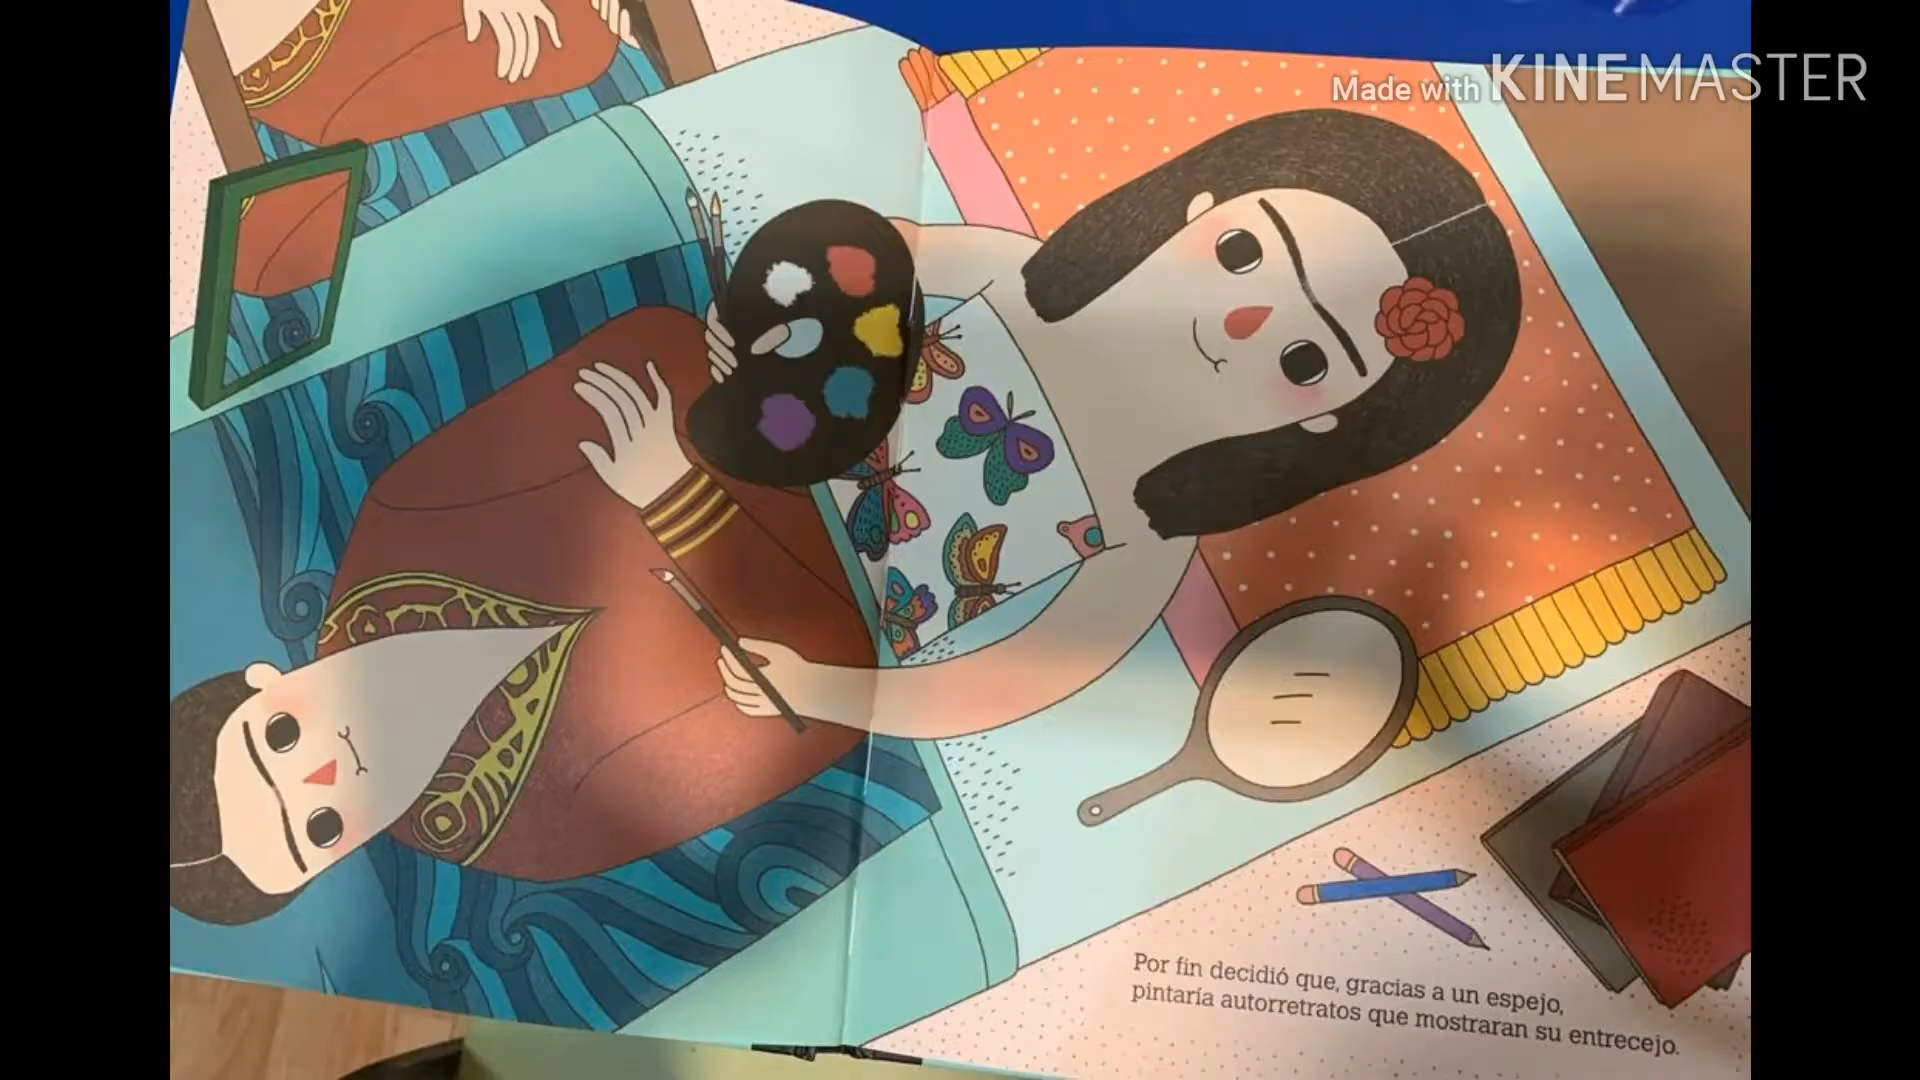 Made with KINEMASTER
Por fin decidió que, gracias a un espejo,
pintaría autorretratos que mostraran su entrecejo.